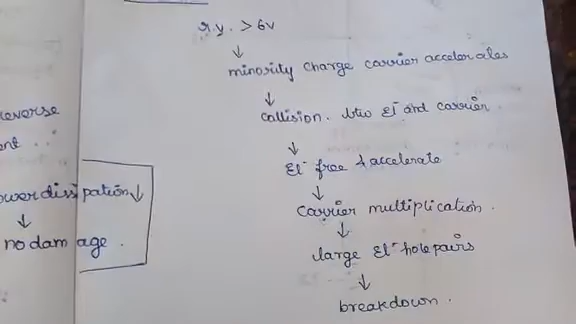 r.v. > 6v
↓
minority charge carrier accelerates
↓
collision. btw El⁻ and carrier
↓
El⁻ free & accelerate
↓
carrier multiplication.
↓
large El⁻ hole pairs
↓
breakdown.
reverse
ower dissipation↓
↓
no damage.